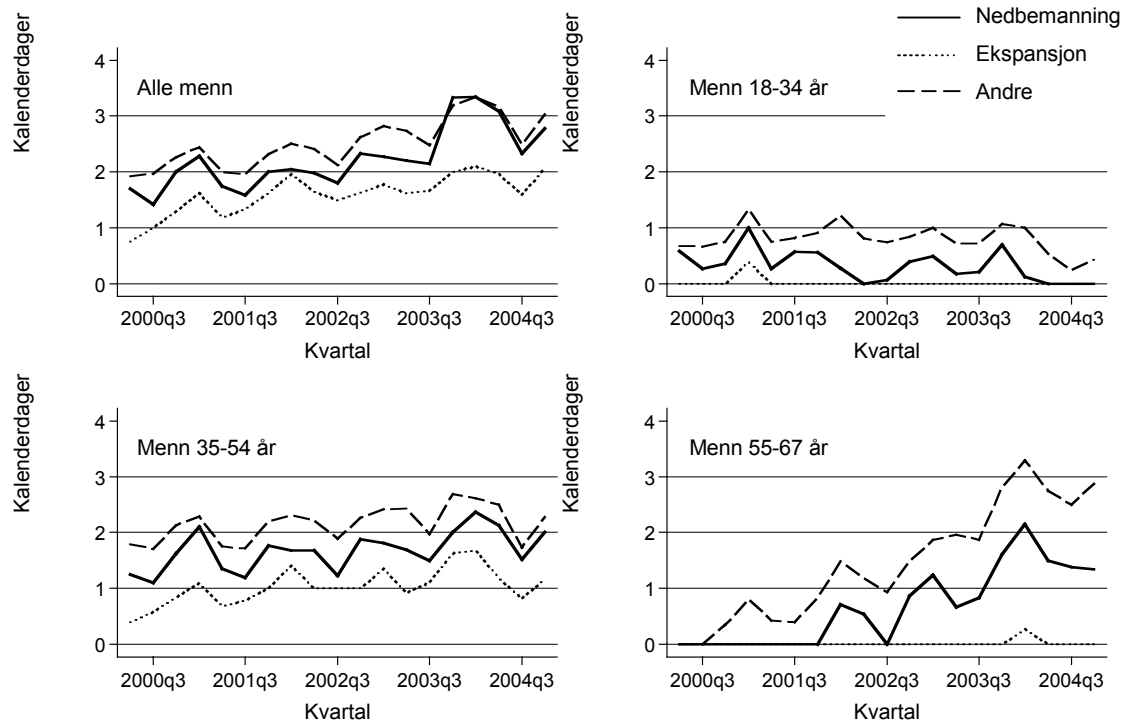 Nedbemanning
Ekspansjon
Andre
Kalenderdager
4
3
2
1
0
Alle menn
2000q3 2001q3 2002q3 2003q3 2004q3
Kvartal
Kalenderdager
4
3
2
1
0
Menn 18-34 år
2000q3 2001q3 2002q3 2003q3 2004q3
Kvartal
Kalenderdager
4
3
2
1
0
Menn 35-54 år
2000q3 2001q3 2002q3 2003q3 2004q3
Kvartal
Kalenderdager
4
3
2
1
0
Menn 55-67 år
2000q3 2001q3 2002q3 2003q3 2004q3
Kvartal